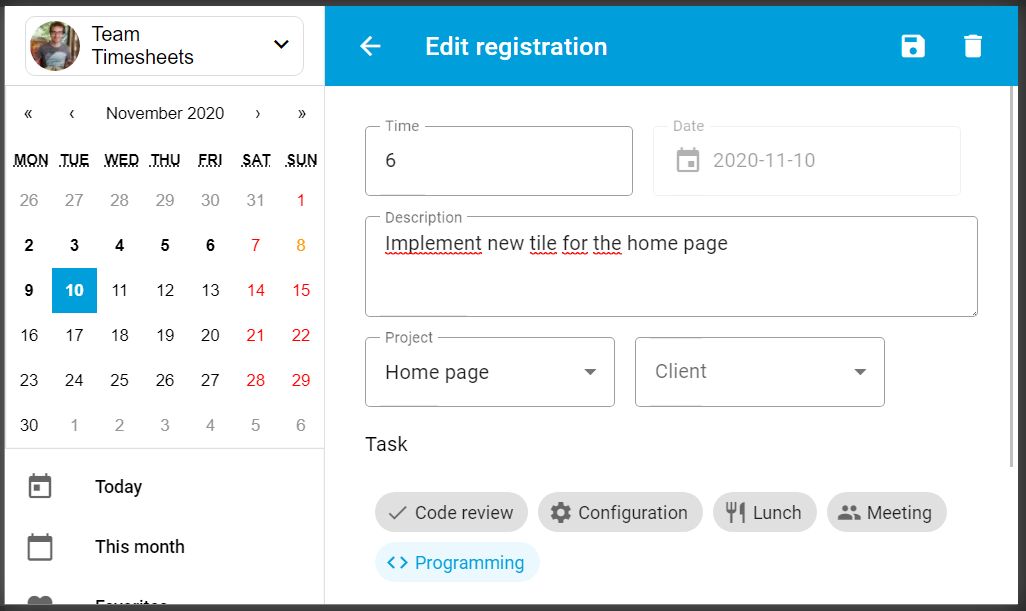 Team
Timesheets
« ‹ November 2020 › »
MON TUE WED THU FRI SAT SUN
26 27 28 29 30 31 1
2 3 4 5 6 7 8
9 10 11 12 13 14 15
16 17 18 19 20 21 22
23 24 25 26 27 28 29
30 1 2 3 4 5 6
Today
This month
Favorites
Edit registration
Time
6
Date
2020-11-10
Description
Implement new tile for the home page
Project
Home page
Client
Task
Code review
Configuration
Lunch
Meeting
Programming